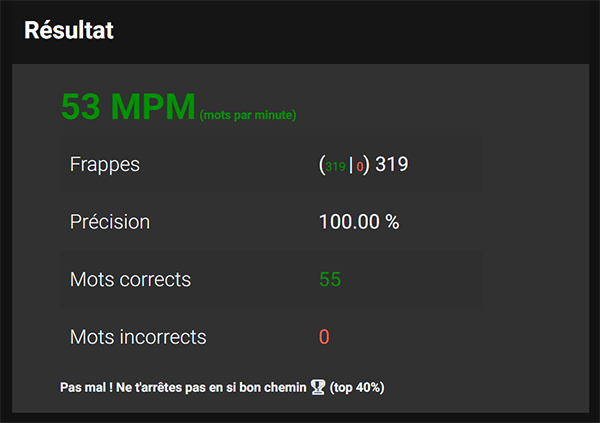 Résultat
53 MPM (mots par minute)
Frappes (319 | 0) 319
Précision 100.00 %
Mots corrects 55
Mots incorrects 0
Pas mal ! Ne t'arrêtes pas en si bon chemin 🏆 (top 40%)